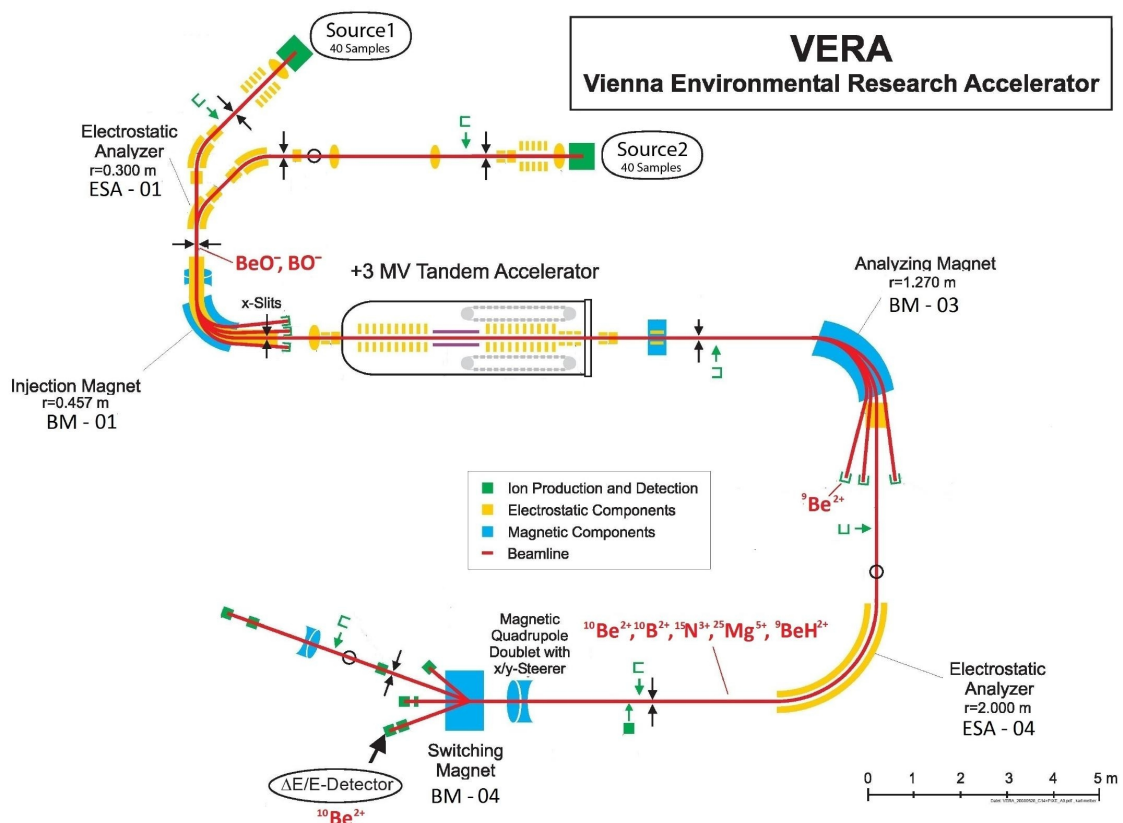 Source1
40 Samples
VERA
Vienna Environmental Research Accelerator
Electrostatic
Analyzer
r=0.300 m
ESA - 01
Source2
40 Samples
BeO⁻, BO⁻
+3 MV Tandem Accelerator
x-Slits
Analyzing Magnet
r=1.270 m
BM - 03
Injection Magnet
r=0.457 m
BM - 01
Ion Production and Detection
Electrostatic Components
Magnetic Components
Beamline
⁹Be²⁺
Magnetic
Quadrupole
Doublet with
x/y-Steerer
¹⁰Be²⁺,¹⁰B²⁺,¹⁵N³⁺,²⁵Mg⁵⁺,⁹BeH²⁺
Electrostatic
Analyzer
r=2.000 m
ESA - 04
Switching
Magnet
BM - 04
ΔE/E-Detector
¹⁰Be²⁺
0 1 2 3 4 5 m